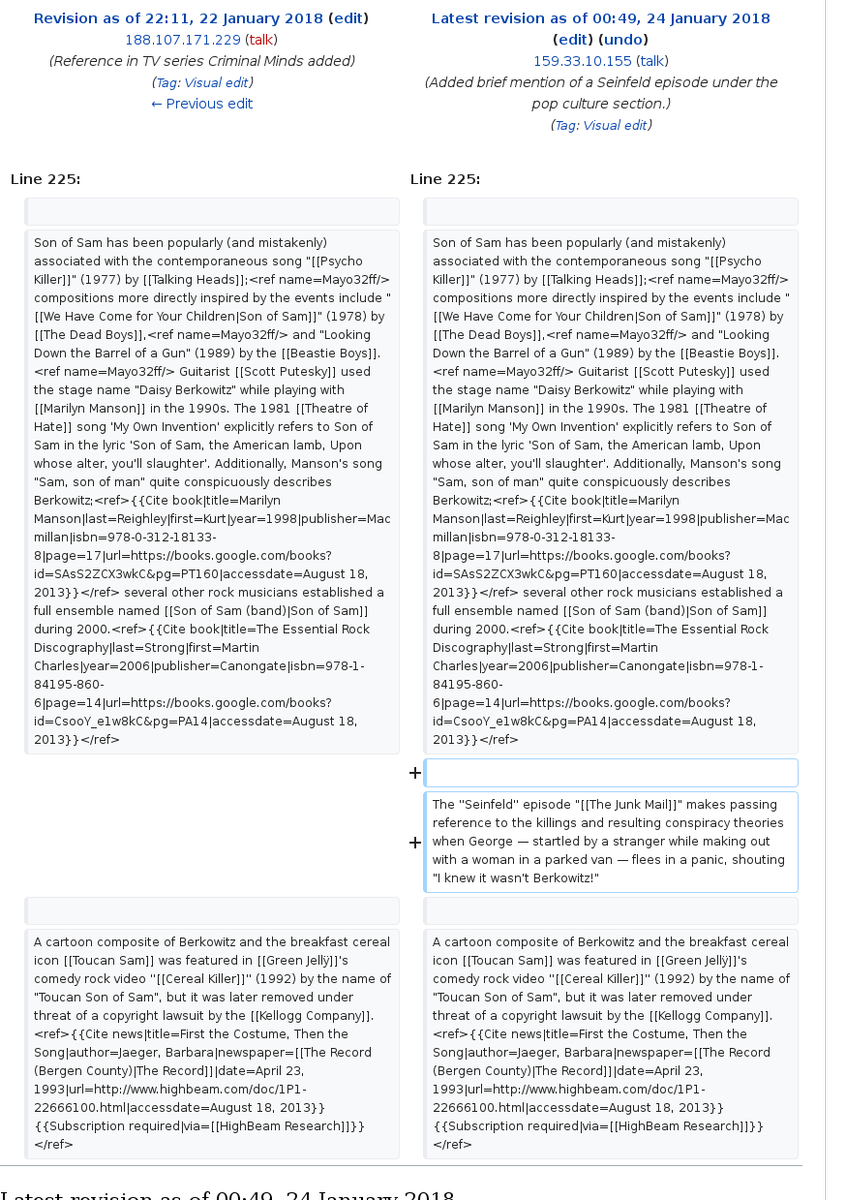 Revision as of 22:11, 22 January 2018 (edit)
188.107.171.229 (talk)
(Reference in TV series Criminal Minds added)
(Tag: Visual edit)
← Previous edit
Latest revision as of 00:49, 24 January 2018
(edit) (undo)
159.33.10.155 (talk)
(Added brief mention of a Seinfeld episode under the
pop culture section.)
(Tag: Visual edit)
Line 225:
Son of Sam has been popularly (and mistakenly)
associated with the contemporaneous song "[[Psycho
Killer]]" (1977) by [[Talking Heads]];<ref name=Mayo32ff/>
compositions more directly inspired by the events include "
[[We Have Come for Your Children|Son of Sam]]" (1978) by
[[The Dead Boys]],<ref name=Mayo32ff/> and "Looking
Down the Barrel of a Gun" (1989) by the [[Beastie Boys]].
<ref name=Mayo32ff/> Guitarist [[Scott Putesky]] used
the stage name "Daisy Berkowitz" while playing with
[[Marilyn Manson]] in the 1990s. The 1981 [[Theatre of
Hate]] song 'My Own Invention' explicitly refers to Son of
Sam in the lyric 'Son of Sam, the American lamb, Upon
whose alter, you'll slaughter'. Additionally, Manson's song
"Sam, son of man" quite conspicuously describes
Berkowitz;<ref>{{Cite book|title=Marilyn
Manson|last=Reighley|first=Kurt|year=1998|publisher=Mac
millan|isbn=978-0-312-18133-
8|page=17|url=https://books.google.com/books?
id=SAsS2ZCX3wkC&pg=PT160|accessdate=August 18,
2013}}</ref> several other rock musicians established a
full ensemble named [[Son of Sam (band)|Son of Sam]]
during 2000.<ref>{{Cite book|title=The Essential Rock
Discography|last=Strong|first=Martin
Charles|year=2006|publisher=Canongate|isbn=978-1-
84195-860-
6|page=14|url=https://books.google.com/books?
id=CsooY_e1w8kC&pg=PA14|accessdate=August 18,
2013}}</ref>
A cartoon composite of Berkowitz and the breakfast cereal
icon [[Toucan Sam]] was featured in [[Green Jellÿ]]'s
comedy rock video ''[[Cereal Killer]]'' (1992) by the name of
"Toucan Son of Sam", but it was later removed under
threat of a copyright lawsuit by the [[Kellogg Company]].
<ref>{{Cite news|title=First the Costume, Then the
Song|author=Jaeger, Barbara|newspaper=[[The Record
(Bergen County)|The Record]]|date=April 23,
1993|url=http://www.highbeam.com/doc/1P1-
22666100.html|accessdate=August 18, 2013}}
{{Subscription required|via=[[HighBeam Research]]}}
</ref>
Line 225:
Son of Sam has been popularly (and mistakenly)
associated with the contemporaneous song "[[Psycho
Killer]]" (1977) by [[Talking Heads]];<ref name=Mayo32ff/>
compositions more directly inspired by the events include "
[[We Have Come for Your Children|Son of Sam]]" (1978) by
[[The Dead Boys]],<ref name=Mayo32ff/> and "Looking
Down the Barrel of a Gun" (1989) by the [[Beastie Boys]].
<ref name=Mayo32ff/> Guitarist [[Scott Putesky]] used
the stage name "Daisy Berkowitz" while playing with
[[Marilyn Manson]] in the 1990s. The 1981 [[Theatre of
Hate]] song 'My Own Invention' explicitly refers to Son of
Sam in the lyric 'Son of Sam, the American lamb, Upon
whose alter, you'll slaughter'. Additionally, Manson's song
"Sam, son of man" quite conspicuously describes
Berkowitz;<ref>{{Cite book|title=Marilyn
Manson|last=Reighley|first=Kurt|year=1998|publisher=Mac
millan|isbn=978-0-312-18133-
8|page=17|url=https://books.google.com/books?
id=SAsS2ZCX3wkC&pg=PT160|accessdate=August 18,
2013}}</ref> several other rock musicians established a
full ensemble named [[Son of Sam (band)|Son of Sam]]
during 2000.<ref>{{Cite book|title=The Essential Rock
Discography|last=Strong|first=Martin
Charles|year=2006|publisher=Canongate|isbn=978-1-
84195-860-
6|page=14|url=https://books.google.com/books?
id=CsooY_e1w8kC&pg=PA14|accessdate=August 18,
2013}}</ref>
+
+
The ''Seinfeld'' episode "[[The Junk Mail]]" makes passing
reference to the killings and resulting conspiracy theories
when George — startled by a stranger while making out
with a woman in a parked van — flees in a panic, shouting
"I knew it wasn't Berkowitz!"
A cartoon composite of Berkowitz and the breakfast cereal
icon [[Toucan Sam]] was featured in [[Green Jellÿ]]'s
comedy rock video ''[[Cereal Killer]]'' (1992) by the name of
"Toucan Son of Sam", but it was later removed under
threat of a copyright lawsuit by the [[Kellogg Company]].
<ref>{{Cite news|title=First the Costume, Then the
Song|author=Jaeger, Barbara|newspaper=[[The Record
(Bergen County)|The Record]]|date=April 23,
1993|url=http://www.highbeam.com/doc/1P1-
22666100.html|accessdate=August 18, 2013}}
{{Subscription required|via=[[HighBeam Research]]}}
</ref>
Latest revision as of 00:49, 24 January 2018